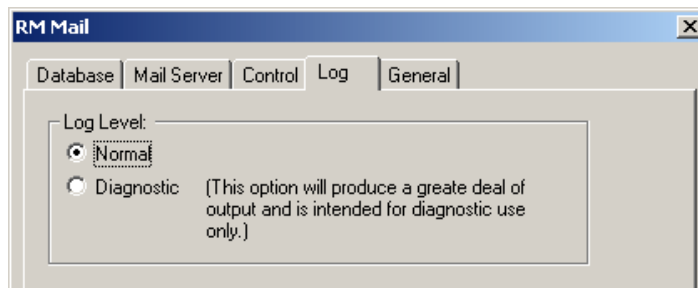 RM Mail
Database Mail Server Control Log General
Log Level:
Normal
Diagnostic (This option will produce a greate deal of
output and is intended for diagnostic use
only.)